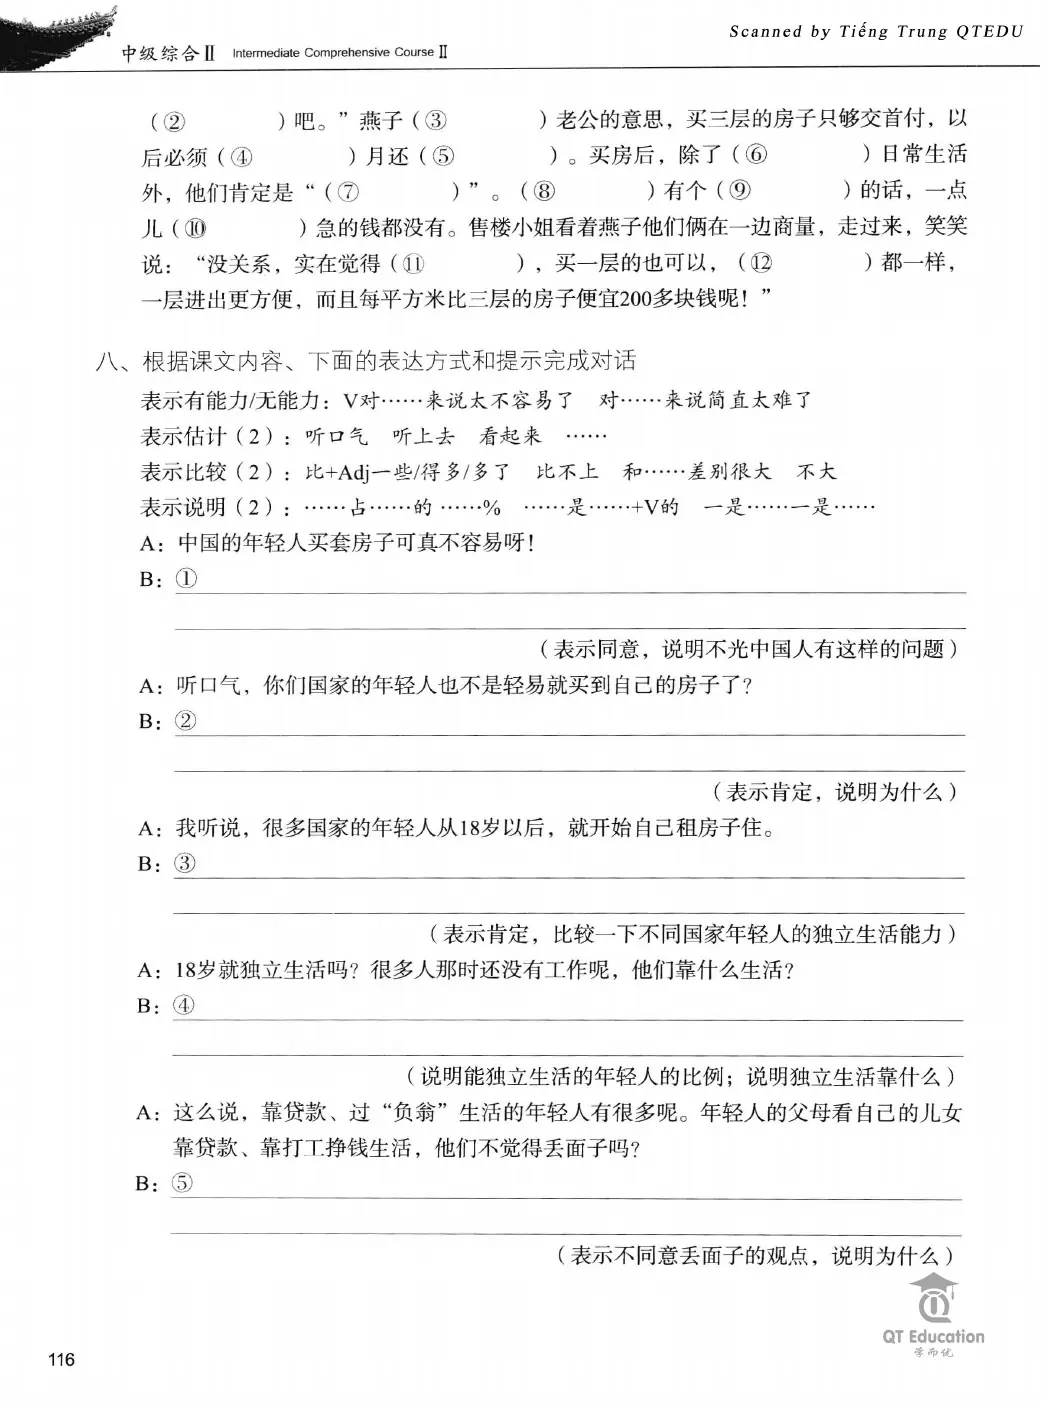 Scanned by Tiếng Trung QTEDU
中级综合Ⅱ Intermediate Comprehensive Course Ⅱ
（② ）吧。”燕子（③ ）老公的意思，买三层的房子只够交首付，以
后必须（④ ）月还（⑤ ）。买房后，除了（⑥ ）日常生活
外，他们肯定是“（⑦ ）”。（⑧ ）有个（⑨ ）的话，一点
儿（⑩ ）急的钱都没有。售楼小姐看着燕子他们俩在一边商量，走过来，笑笑
说：“没关系，实在觉得（⑪ ），买一层的也可以，（⑫ ）都一样，
一层进出更方便，而且每平方米比三层的房子便宜200多块钱呢！”
八、根据课文内容、下面的表达方式和提示完成对话
表示有能力/无能力：V对……来说太不容易了 对……来说简直太难了
表示估计（2）：听口气 听上去 看起来 ……
表示比较（2）：比+Adj一些/得多/多了 比不上 和……差别很大 不大
表示说明（2）：……占……的……% ……是……+V的 一是……一是……
A：中国的年轻人买套房子可真不容易呀！
B：①
（表示同意，说明不光中国人有这样的问题）
A：听口气，你们国家的年轻人也不是轻易就买到自己的房子了？
B：②
（表示肯定，说明为什么）
A：我听说，很多国家的年轻人从18岁以后，就开始自己租房子住。
B：③
（表示肯定，比较一下不同国家年轻人的独立生活能力）
A：18岁就独立生活吗？很多人那时还没有工作呢，他们靠什么生活？
B：④
（说明能独立生活的年轻人的比例；说明独立生活靠什么）
A：这么说，靠贷款、过“负翁”生活的年轻人有很多呢。年轻人的父母看自己的儿女
靠贷款、靠打工挣钱生活，他们不觉得丢面子吗？
B：⑤
（表示不同意丢面子的观点，说明为什么）
QT Education
学而优
116